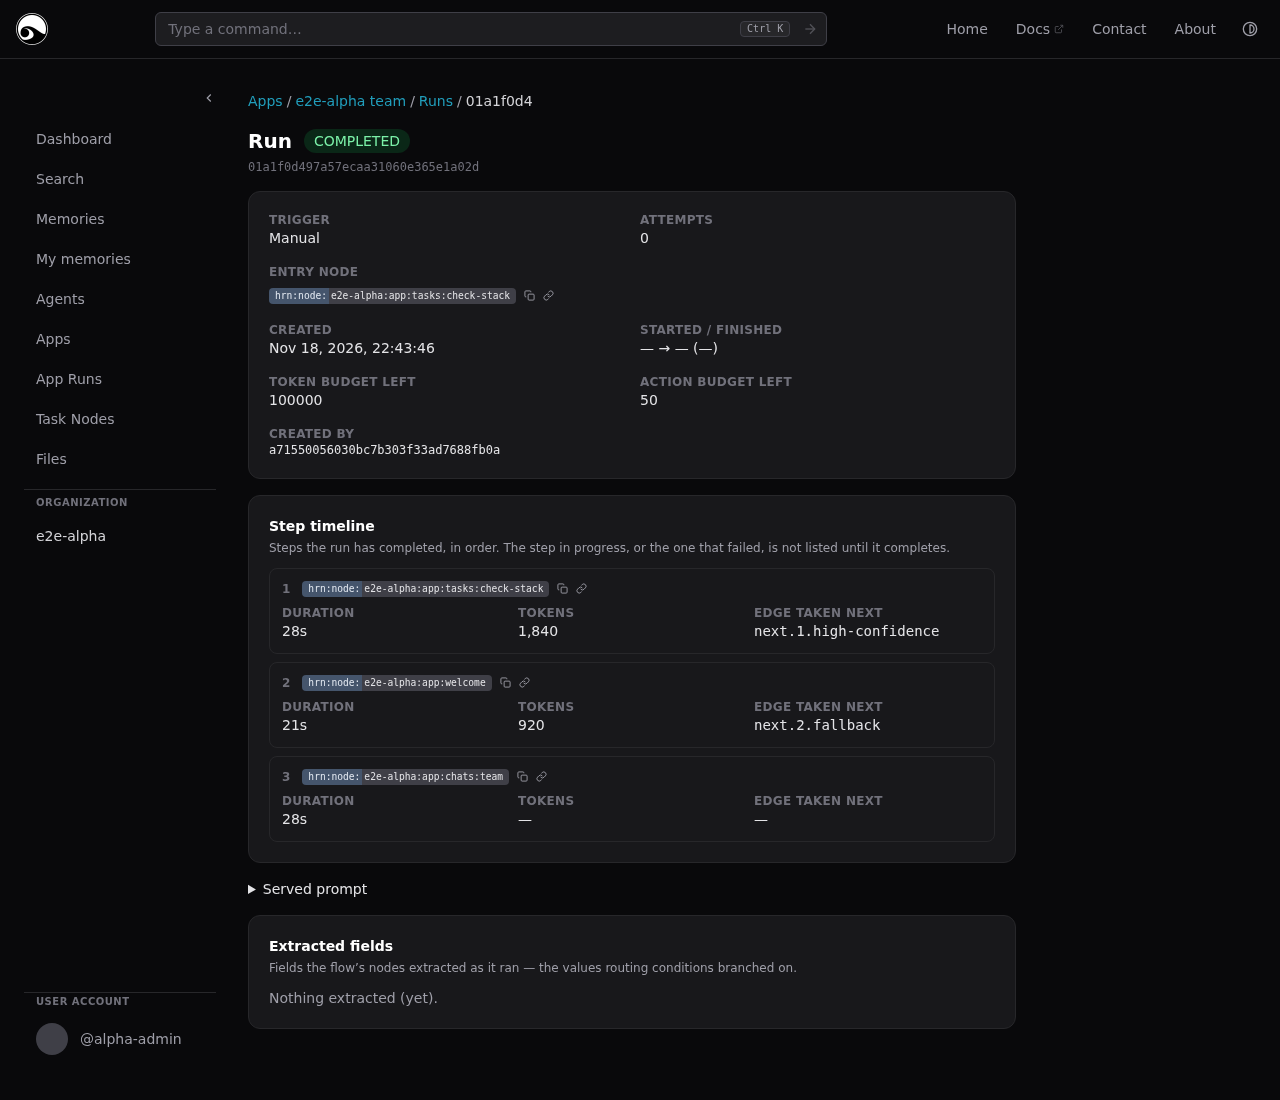 Type a command... Ctrl K → Home Docs Contact About
Apps / e2e-alpha team / Runs / 01a1f0d4
Run COMPLETED
01a1f0d497a57ecaa31060e365e1a02d
Dashboard
Search
Memories
My memories
Agents
Apps
App Runs
Task Nodes
Files
ORGANIZATION
e2e-alpha
USER ACCOUNT
@alpha-admin
TRIGGER ATTEMPTS
Manual 0
ENTRY NODE
hrn:node: e2e-alpha:app:tasks:check-stack
CREATED STARTED / FINISHED
Nov 18, 2026, 22:43:46 — → — (—)
TOKEN BUDGET LEFT ACTION BUDGET LEFT
100000 50
CREATED BY
a71550056030bc7b303f33ad7688fb0a
Step timeline
Steps the run has completed, in order. The step in progress, or the one that failed, is not listed until it completes.
1 hrn:node: e2e-alpha:app:tasks:check-stack
DURATION TOKENS EDGE TAKEN NEXT
28s 1,840 next.1.high-confidence
2 hrn:node: e2e-alpha:app:welcome
DURATION TOKENS EDGE TAKEN NEXT
21s 920 next.2.fallback
3 hrn:node: e2e-alpha:app:chats:team
DURATION TOKENS EDGE TAKEN NEXT
28s — —
▶ Served prompt
Extracted fields
Fields the flow’s nodes extracted as it ran — the values routing conditions branched on.
Nothing extracted (yet).